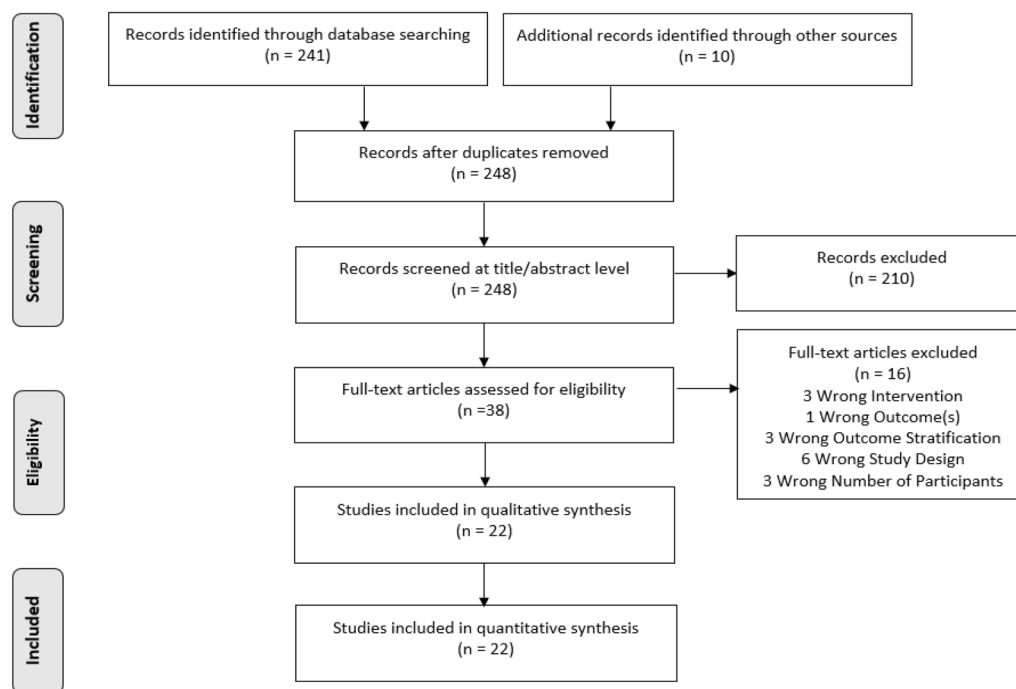 Identification
Records identified through database searching
(n = 241)
Additional records identified through other sources
(n = 10)
Records after duplicates removed
(n = 248)
Screening
Records screened at title/abstract level
(n = 248)
Records excluded
(n = 210)
Eligibility
Full-text articles assessed for eligibility
(n =38)
Full-text articles excluded
(n = 16)
3 Wrong Intervention
1 Wrong Outcome(s)
3 Wrong Outcome Stratification
6 Wrong Study Design
3 Wrong Number of Participants
Studies included in qualitative synthesis
(n = 22)
Included
Studies included in quantitative synthesis
(n = 22)